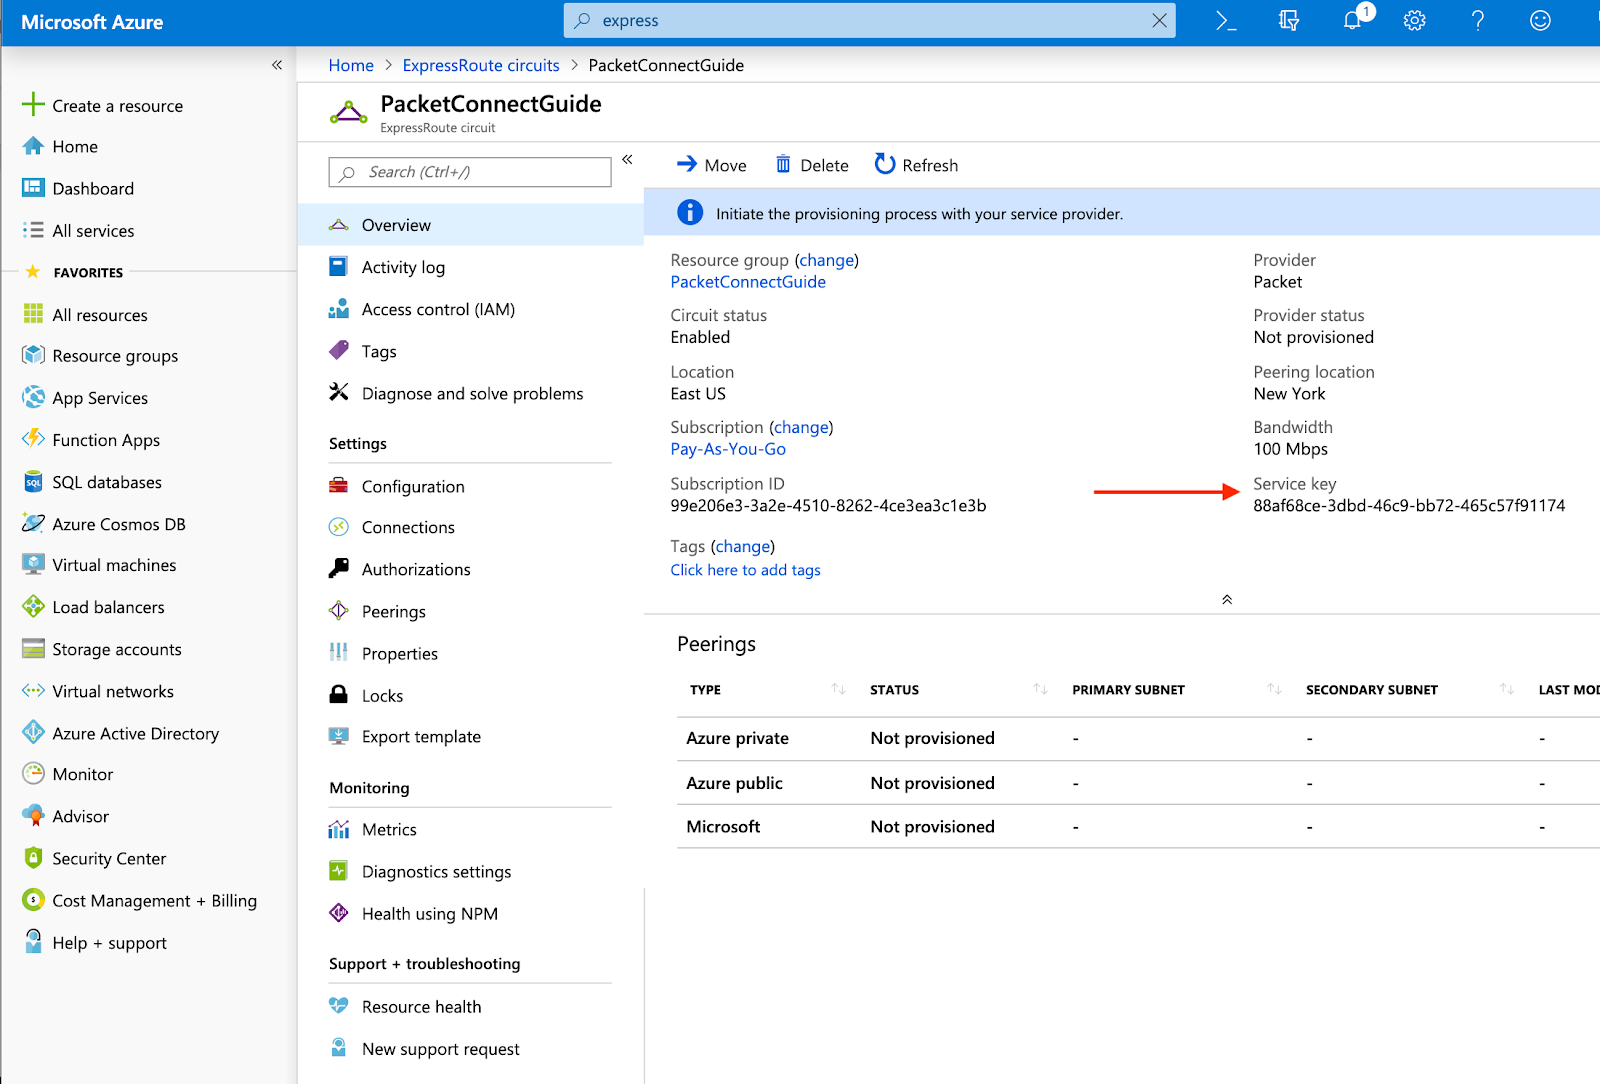 Microsoft Azure
express
1
Home > ExpressRoute circuits > PacketConnectGuide
Create a resource
Home
Dashboard
All services
FAVORITES
All resources
Resource groups
App Services
Function Apps
SQL databases
Azure Cosmos DB
Virtual machines
Load balancers
Storage accounts
Virtual networks
Azure Active Directory
Monitor
Advisor
Security Center
Cost Management + Billing
Help + support
PacketConnectGuide
ExpressRoute circuit
Search (Ctrl+/)
Overview
Activity log
Access control (IAM)
Tags
Diagnose and solve problems
Settings
Configuration
Connections
Authorizations
Peerings
Properties
Locks
Export template
Monitoring
Metrics
Diagnostics settings
Health using NPM
Support + troubleshooting
Resource health
New support request
Move Delete Refresh
Initiate the provisioning process with your service provider.
Resource group (change)
PacketConnectGuide
Circuit status
Enabled
Location
East US
Subscription (change)
Pay-As-You-Go
Subscription ID
99e206e3-3a2e-4510-8262-4ce3ea3c1e3b
Tags (change)
Click here to add tags
Provider
Packet
Provider status
Not provisioned
Peering location
New York
Bandwidth
100 Mbps
Service key
88af68ce-3dbd-46c9-bb72-465c57f91174
Peerings
TYPE STATUS PRIMARY SUBNET SECONDARY SUBNET LAST MOD
Azure private Not provisioned - - -
Azure public Not provisioned - - -
Microsoft Not provisioned - - -